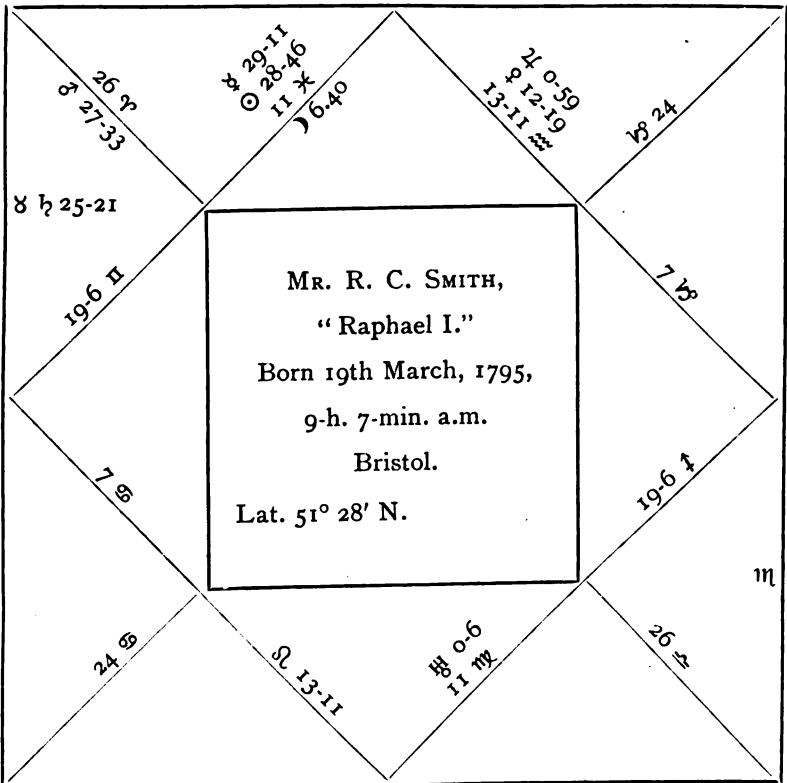 ☿ 29-11
☉ 28-46
11 ♓
☽ 6.40
♃ 0-59
♀ 12-19
13-11 ♒
♑ 24
26 ♈
♂ 27-33
♉ ♄ 25-21
19-6 ♊
7 ♑
Mr. R. C. Smith,
“Raphael I.”
Born 19th March, 1795,
9-h. 7-min. a.m.
Bristol.
Lat. 51° 28′ N.
7 ♋
19-6 ♐
♏
24 ♋
♌ 13-11
♅ 0-6
11 ♍
26 ♎